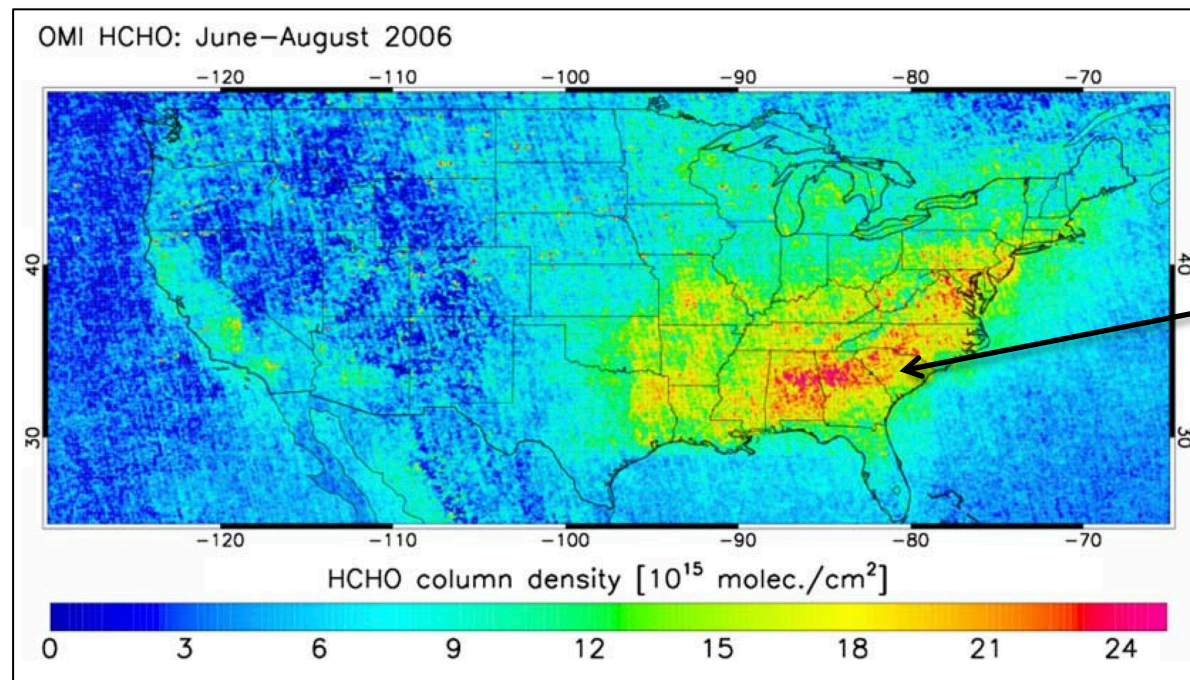 OMI HCHO: June–August 2006
−120 −110 −100 −90 −80 −70
40 40
30 30
−120 −110 −100 −90 −80 −70
HCHO column density [10¹⁵ molec./cm²]
0 3 6 9 12 15 18 21 24